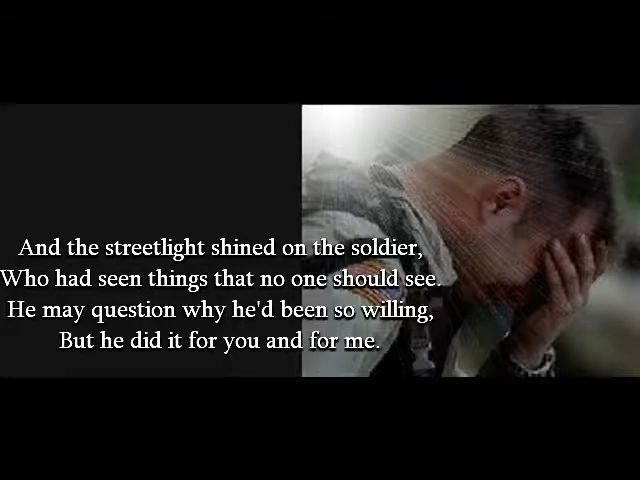 And the streetlight shined on the soldier,
Who had seen things that no one should see.
He may question why he'd been so willing,
But he did it for you and for me.